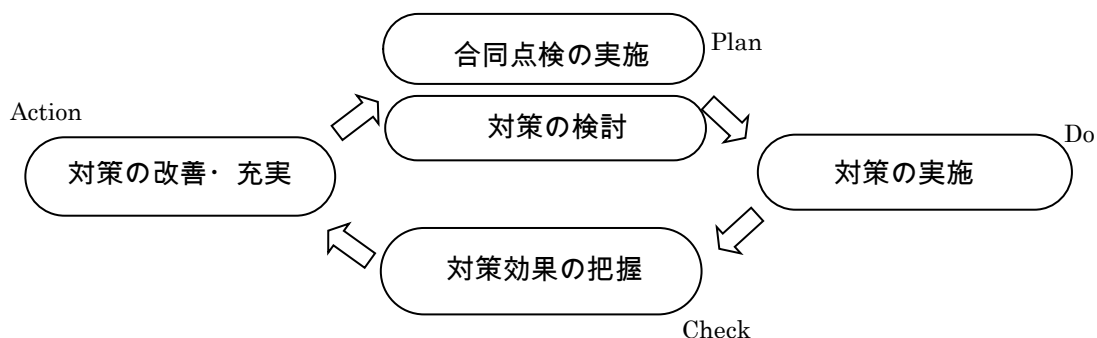 合同点検の実施
Plan
対策の検討
Action
Do
対策の改善・ 充実
対策の実施
対策効果の把握
Check